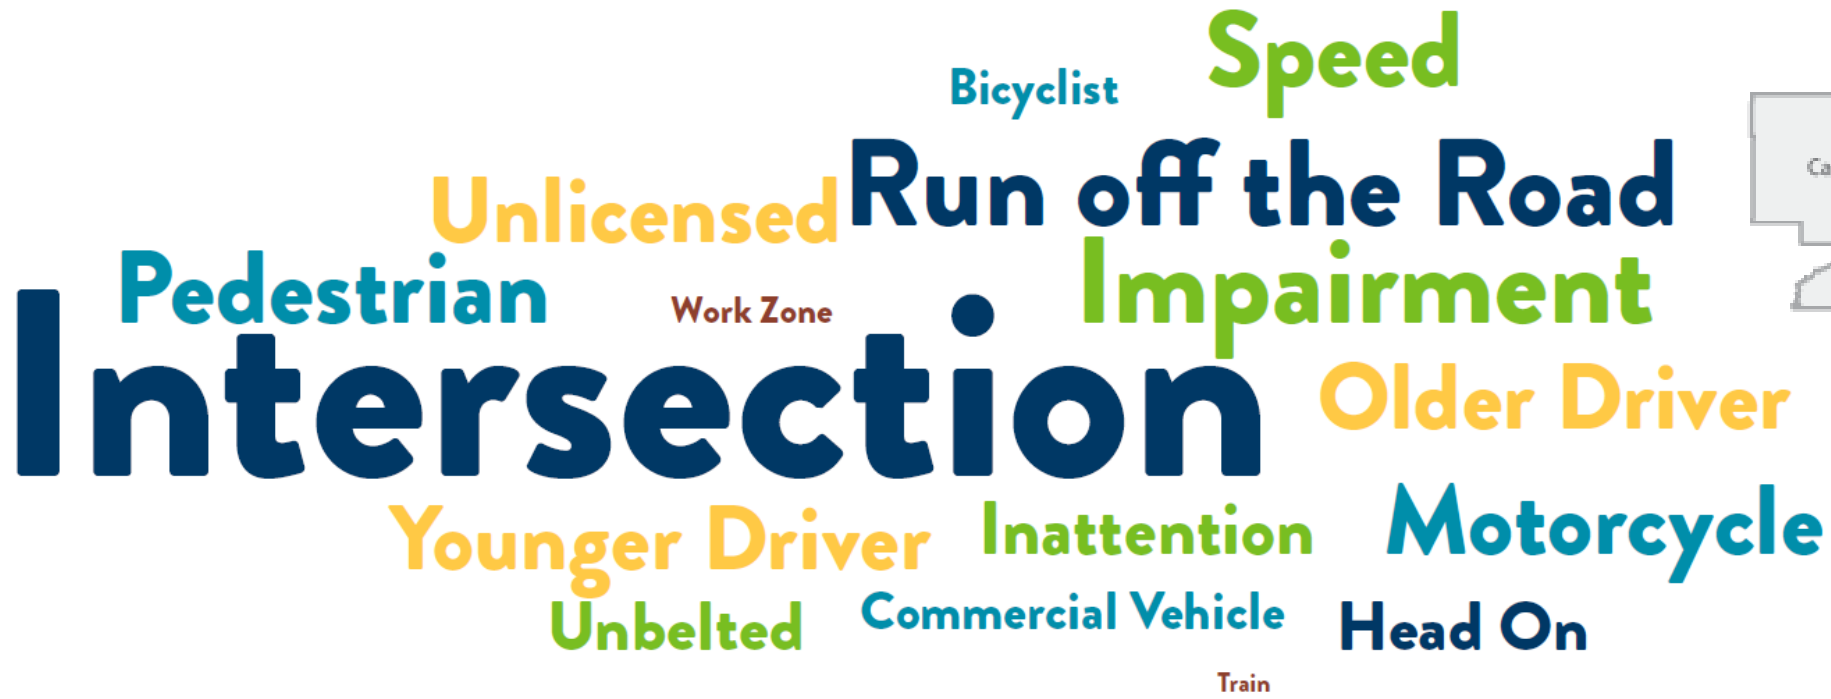 Speed
Bicyclist
Run off the Road
Unlicensed
Impairment
Pedestrian
Work Zone
Intersection
Older Driver
Motorcycle
Younger Driver
Inattention
Unbelted
Commercial Vehicle
Head On
Train